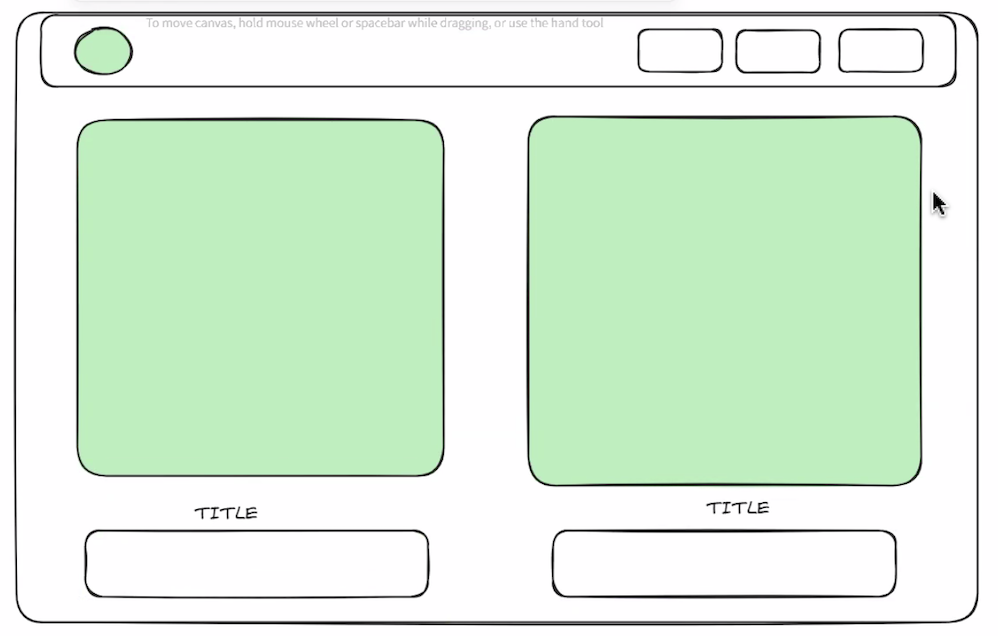 To move canvas, hold mouse wheel or spacebar while dragging, or use the hand tool
TITLE
TITLE